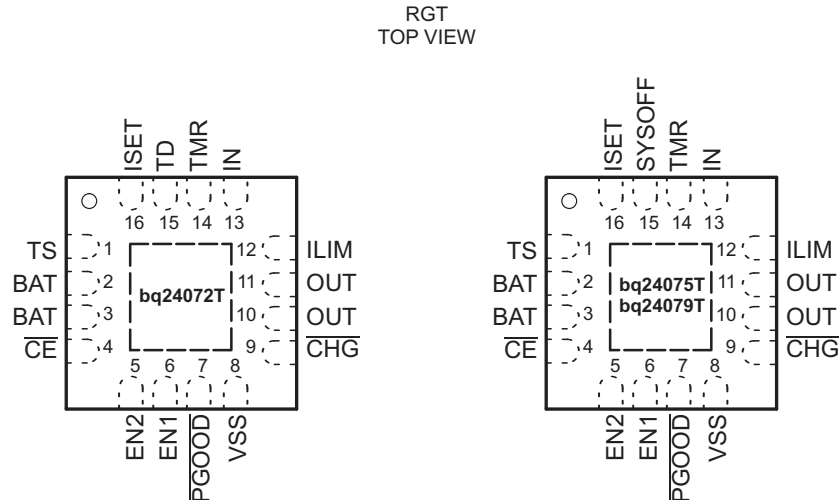 RGT
TOP VIEW
ISET TD TMR IN
16 15 14 13
TS 1 12 ILIM
BAT 2 11 OUT
bq24072T
BAT 3 10 OUT
CE 4 9 CHG
5 6 7 8
EN2 EN1 PGOOD VSS
ISET SYSOFF TMR IN
16 15 14 13
TS 1 12 ILIM
BAT 2 bq24075T 11 OUT
BAT 3 bq24079T 10 OUT
CE 4 9 CHG
5 6 7 8
EN2 EN1 PGOOD VSS